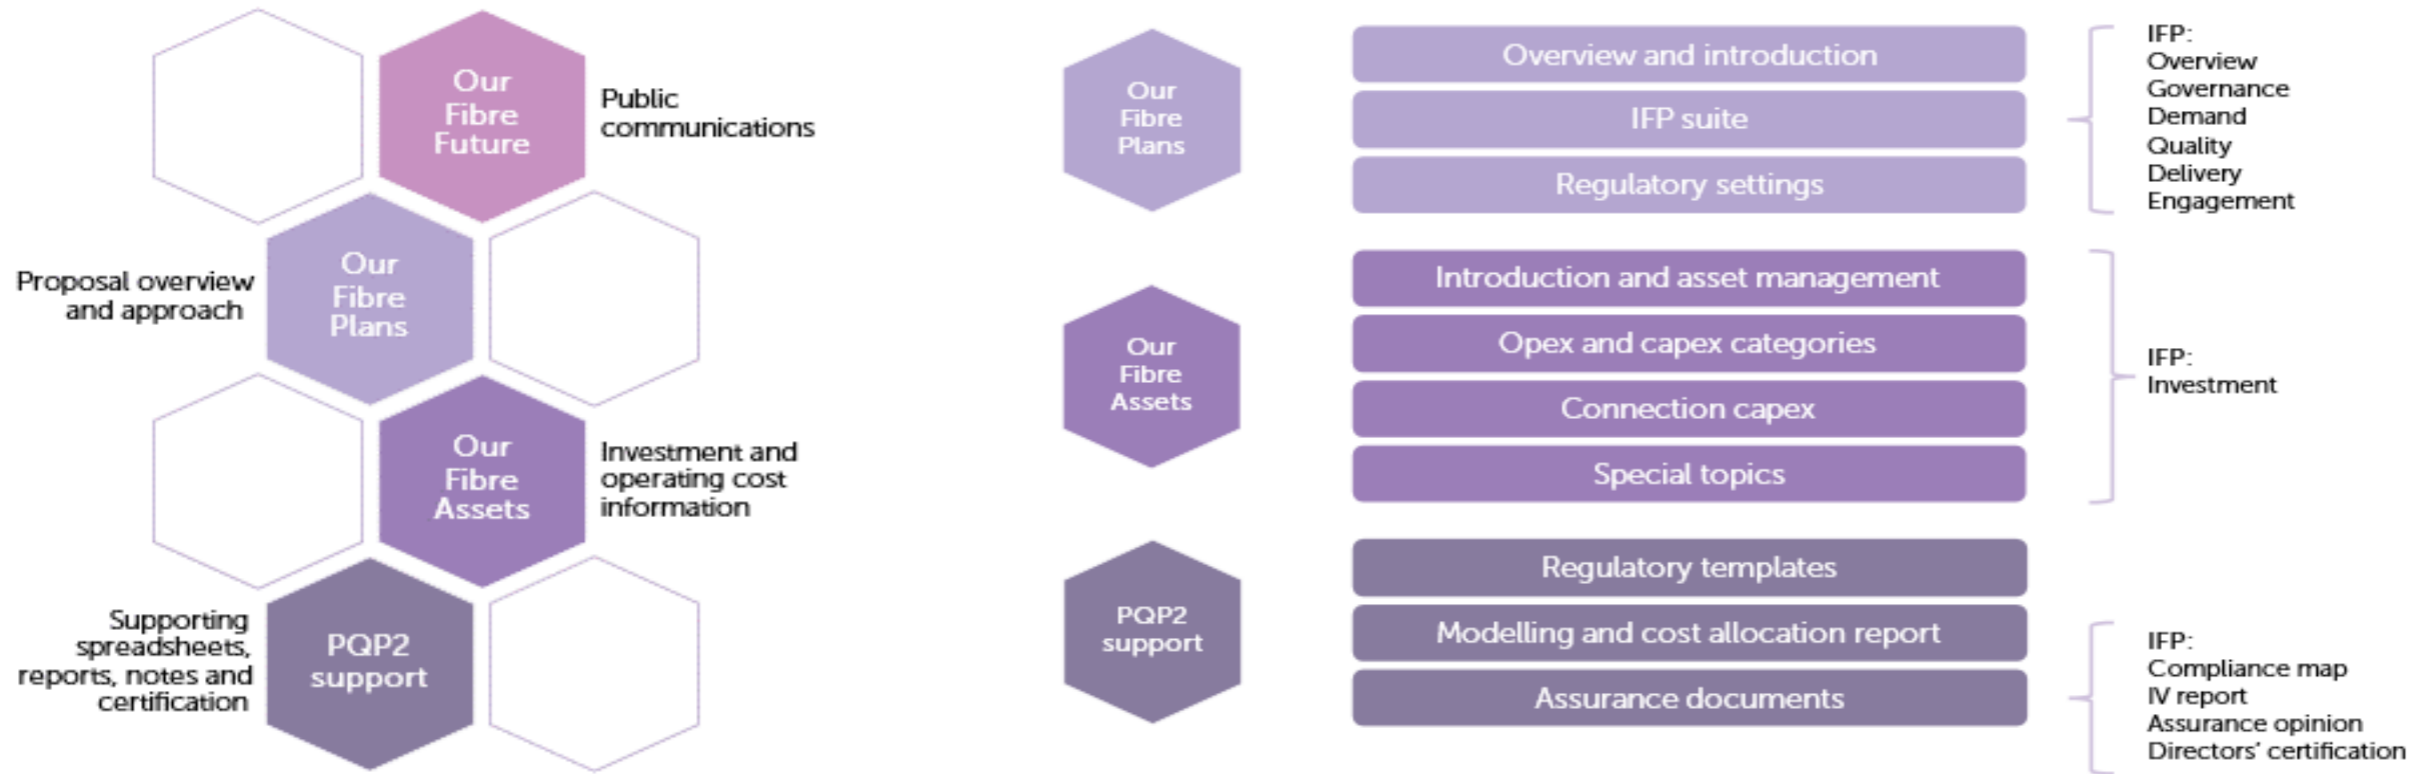 Our
Fibre
Future
Public
communications
Proposal overview
and approach
Our
Fibre
Plans
Our
Fibre
Assets
Investment and
operating cost
information
Supporting
spreadsheets,
reports, notes and
certification
PQP2
support
Our
Fibre
Plans
Overview and introduction
IFP suite
Regulatory settings
IFP:
Overview
Governance
Demand
Quality
Delivery
Engagement
Our
Fibre
Assets
Introduction and asset management
Opex and capex categories
Connection capex
Special topics
IFP:
Investment
PQP2
support
Regulatory templates
Modelling and cost allocation report
Assurance documents
IFP:
Compliance map
IV report
Assurance opinion
Directors’ certification